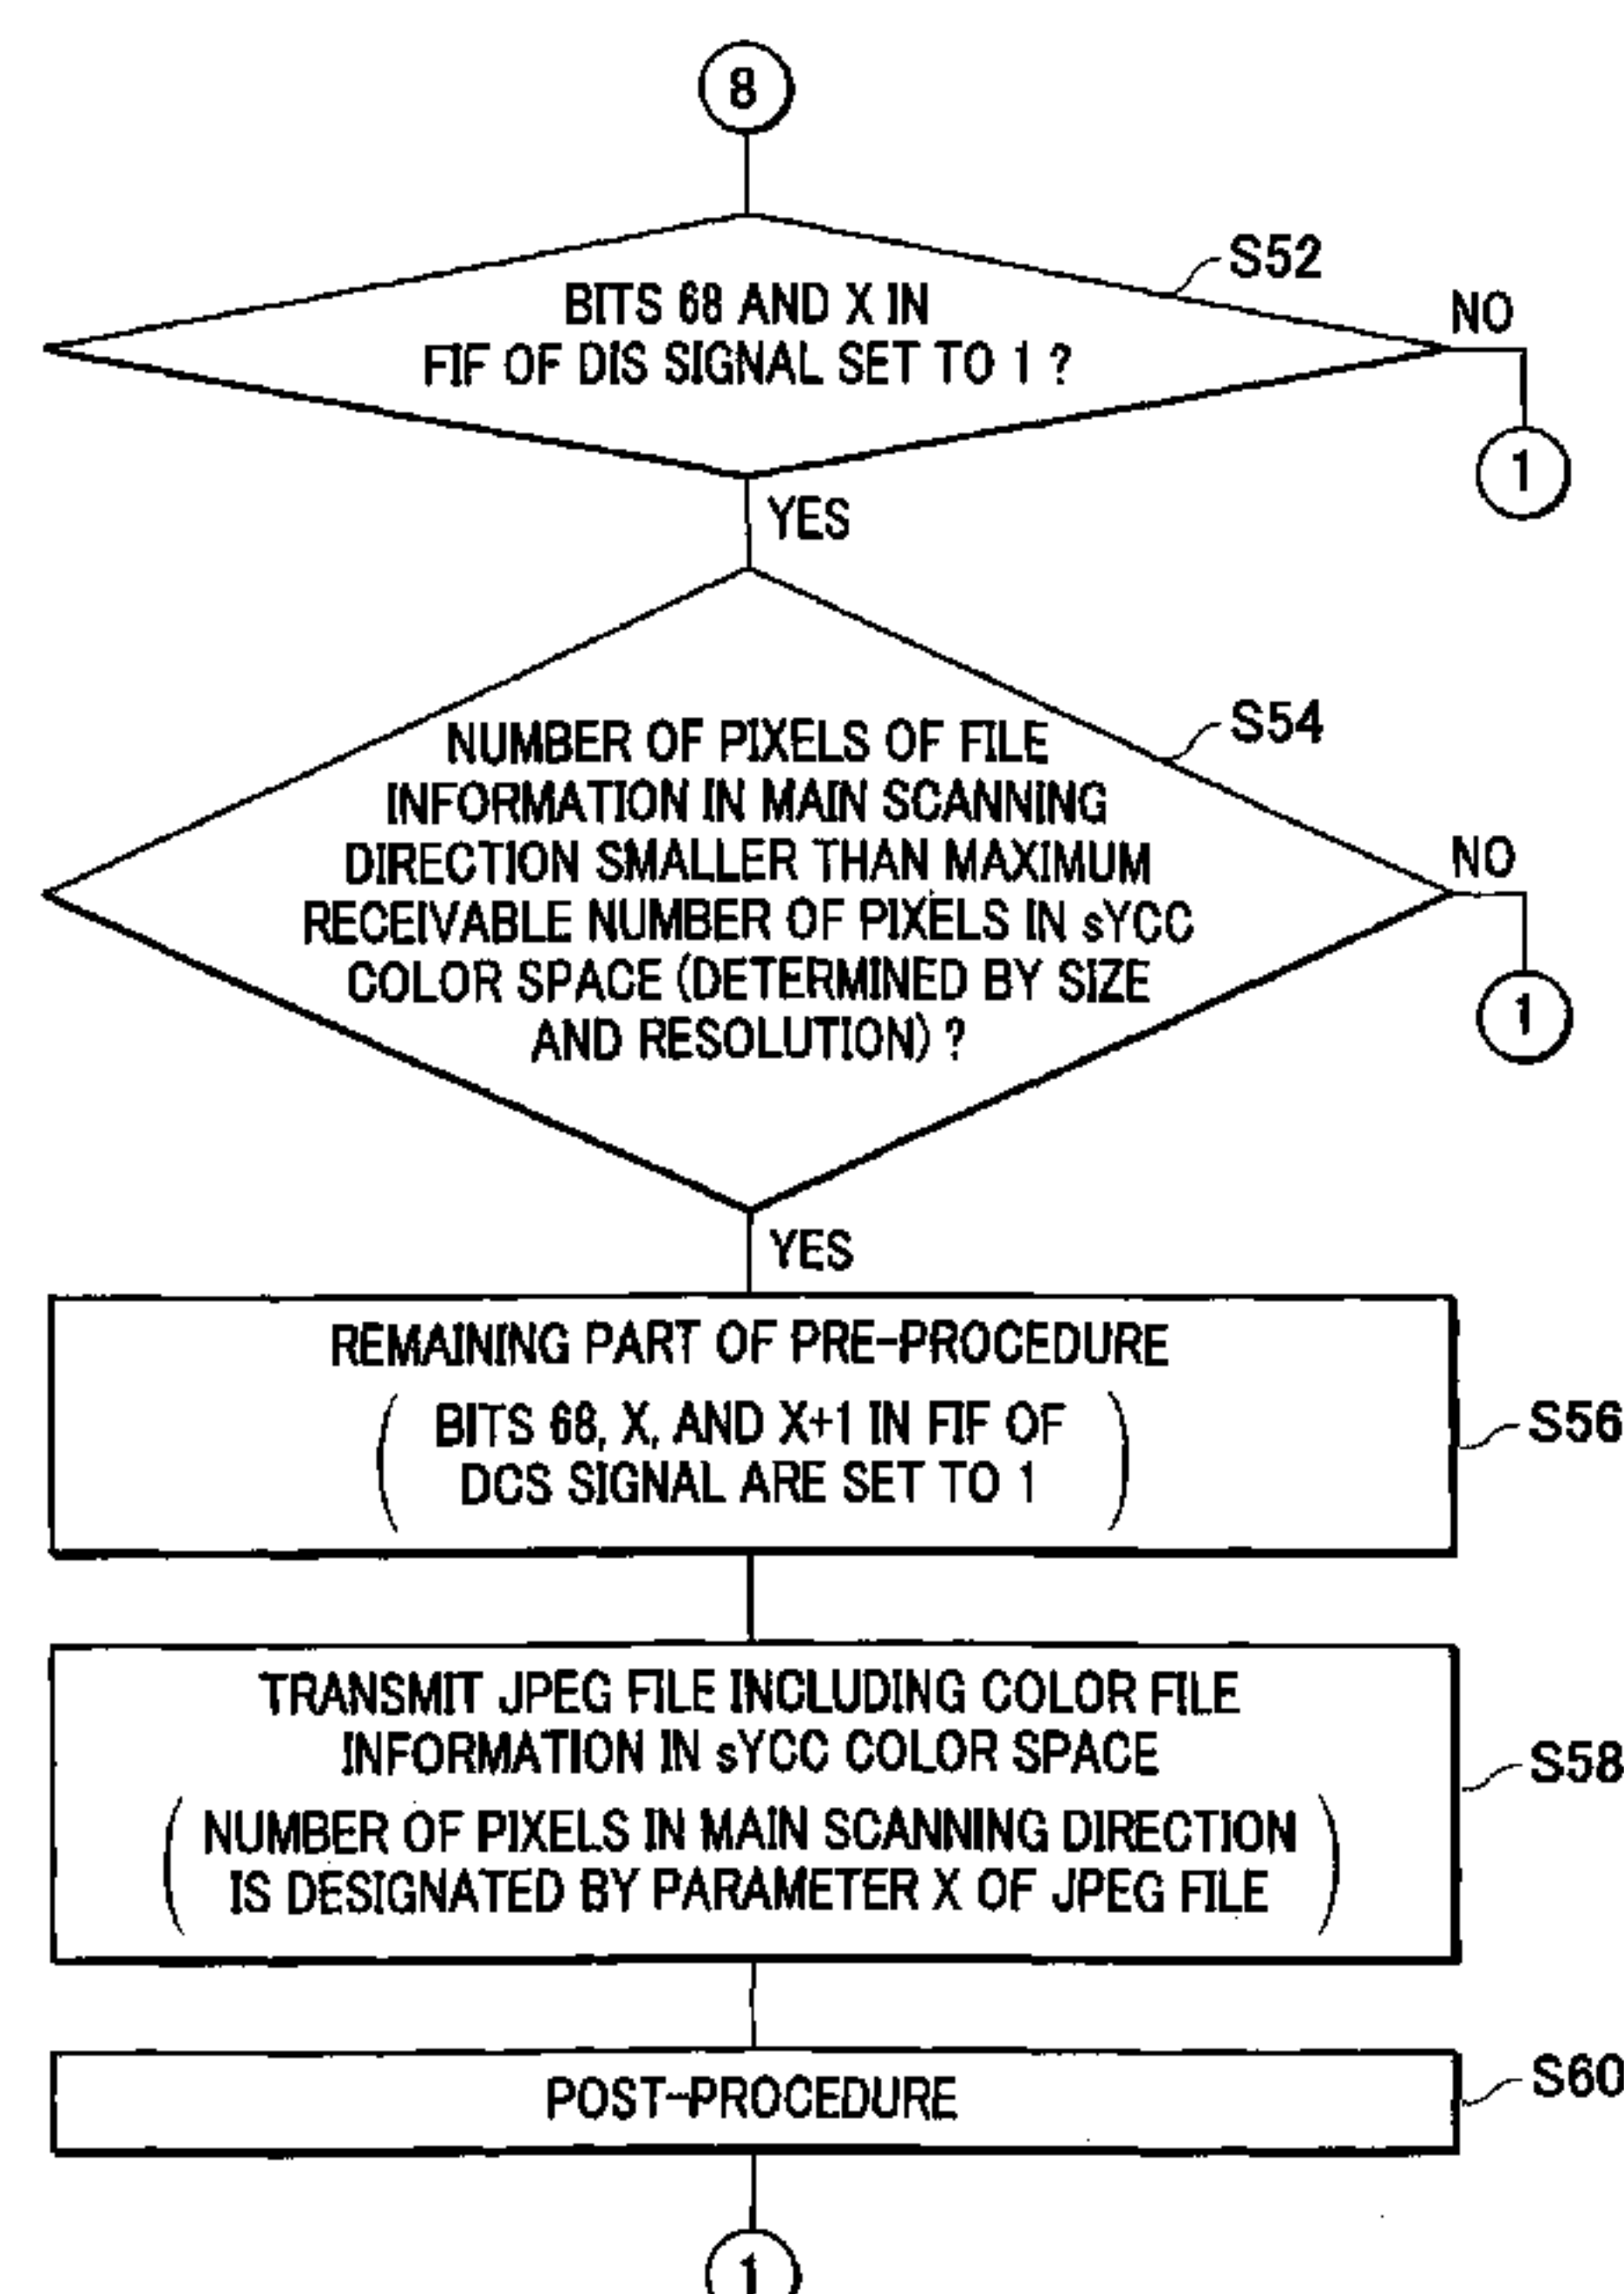 8
S52
BITS 68 AND X IN
FIF OF DIS SIGNAL SET TO 1 ?
NO
1
YES
S54
NUMBER OF PIXELS OF FILE
INFORMATION IN MAIN SCANNING
DIRECTION SMALLER THAN MAXIMUM
RECEIVABLE NUMBER OF PIXELS IN sYCC
COLOR SPACE (DETERMINED BY SIZE
AND RESOLUTION) ?
NO
1
YES
REMAINING PART OF PRE-PROCEDURE
( BITS 68, X, AND X+1 IN FIF OF
DCS SIGNAL ARE SET TO 1 )
S56
TRANSMIT JPEG FILE INCLUDING COLOR FILE
INFORMATION IN sYCC COLOR SPACE
( NUMBER OF PIXELS IN MAIN SCANNING DIRECTION
IS DESIGNATED BY PARAMETER X OF JPEG FILE )
S58
POST-PROCEDURE
S60
1